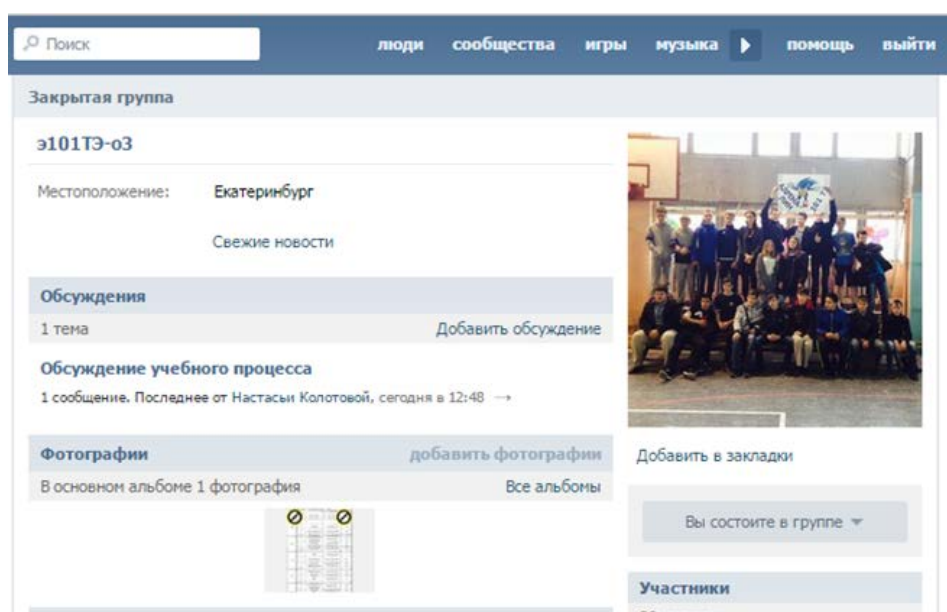 Поиск люди сообщества игры музыка помощь выйти
Закрытая группа
э101ТЭ-о3
Местоположение: Екатеринбург
Свежие новости
Обсуждения
1 тема Добавить обсуждение
Обсуждение учебного процесса
1 сообщение. Последнее от Настасьи Колотовой, сегодня в 12:48 →
Фотографии добавить фотографии
В основном альбоме 1 фотография Все альбомы
Добавить в закладки
Вы состоите в группе
Участники